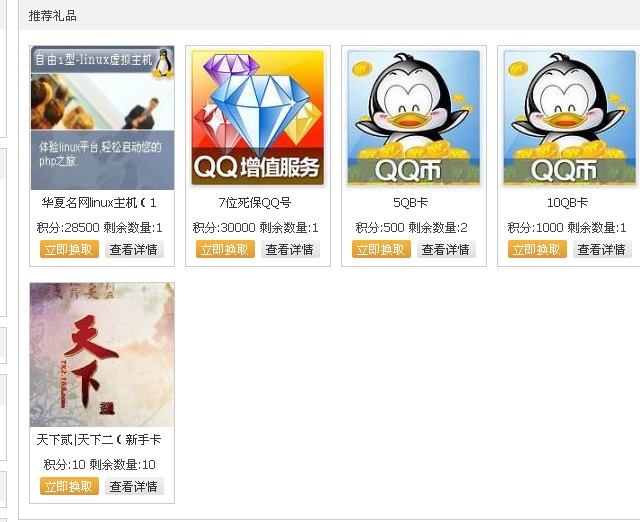 推荐礼品
自由1型-linux虚拟主机
体验linux平台,轻松启动您的
php之旅.
华夏名网linux主机 ( 1
积分:28500 剩余数量:1
立即换取 查看详情
QQ增值服务
7位死保QQ号
积分:30000 剩余数量:1
立即换取 查看详情
QQ币
5QB卡
积分:500 剩余数量:2
立即换取 查看详情
QQ币
10QB卡
积分:1000 剩余数量:1
立即换取 查看详情
天下
天下贰|天下二 ( 新手卡
积分:10 剩余数量:10
立即换取 查看详情